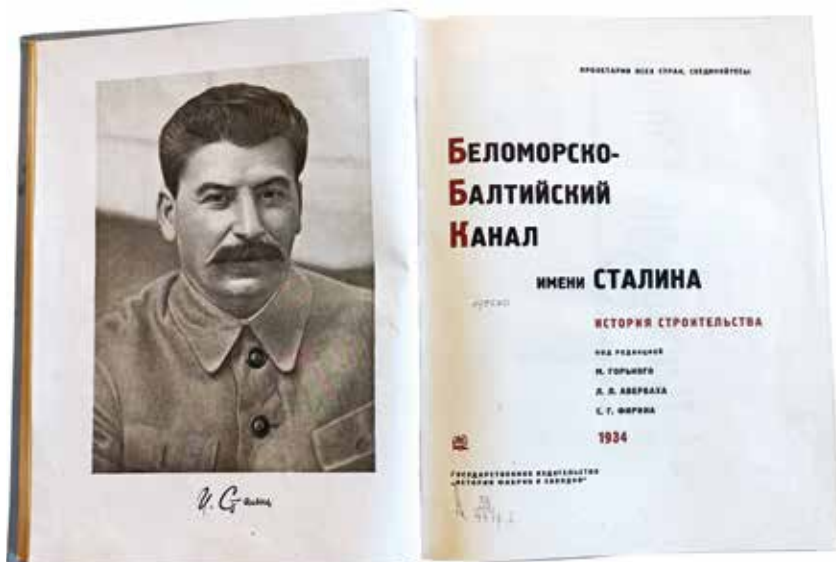 И. Сталин
ПРОЛЕТАРИИ ВСЕХ СТРАН, СОЕДИНЯЙТЕСЬ!
БЕЛОМОРСКО-
БАЛТИЙСКИЙ
КАНАЛ
ИМЕНИ СТАЛИНА
ИСТОРИЯ СТРОИТЕЛЬСТВА
ПОД РЕДАКЦИЕЙ
М. ГОРЬКОГО
Л. Л. АВЕРБАХА
С. Г. ФИРИНА
1934
ГОСУДАРСТВЕННОЕ ИЗДАТЕЛЬСТВО
„ИСТОРИЯ ФАБРИК И ЗАВОДОВ“